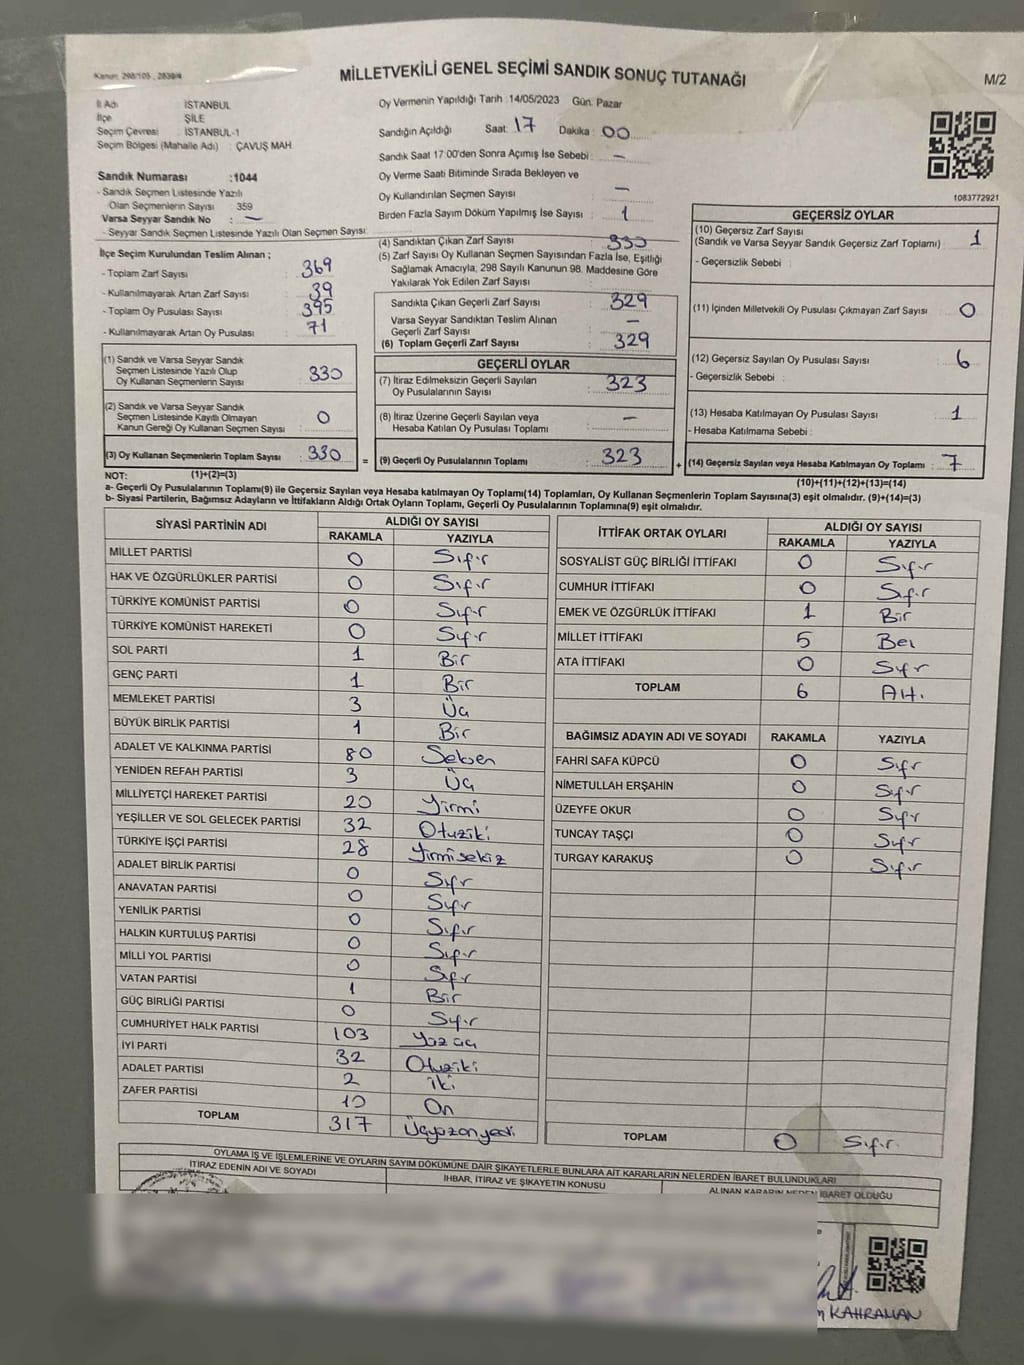 Kanun: 298/105 , 2839/4
MİLLETVEKİLİ GENEL SEÇİMİ SANDIK SONUÇ TUTANAĞI
M/2
İl Adı : İSTANBUL
İlçe : ŞİLE
Seçim Çevresi : İSTANBUL-1
Seçim Bölgesi (Mahalle Adı) : ÇAVUŞ MAH.
Oy Vermenin Yapıldığı Tarih : 14/05/2023 Gün: Pazar
Sandığın Açıldığı Saat: 17 Dakika : 00
Sandık Saat 17:00'den Sonra Açılmış İse Sebebi : —
Oy Verme Saati Bitiminde Sırada Bekleyen ve
Oy Kullandırılan Seçmen Sayısı : —
Birden Fazla Sayım Döküm Yapılmış İse Sayısı : 1
Sandık Numarası : 1044
- Sandık Seçmen Listesinde Yazılı
Olan Seçmenlerin Sayısı : 359
Varsa Seyyar Sandık No : —
- Seyyar Sandık Seçmen Listesinde Yazılı Olan Seçmen Sayısı:
1083772921
İlçe Seçim Kurulundan Teslim Alınan ;
- Toplam Zarf Sayısı : 369
- Kullanılmayarak Artan Zarf Sayısı : 39
- Toplam Oy Pusulası Sayısı : 395
- Kullanılmayarak Artan Oy Pusulası : 71
(1) Sandık ve Varsa Seyyar Sandık
Seçmen Listesinde Yazılı Olup
Oy Kullanan Seçmenlerin Sayısı : 330
(2) Sandık ve Varsa Seyyar Sandık
Seçmen Listesinde Kayıtlı Olmayan
Kanun Gereği Oy Kullanan Seçmen Sayısı : 0
(3) Oy Kullanan Seçmenlerin Toplam Sayısı : 330
(1)+(2)=(3)
(4) Sandıktan Çıkan Zarf Sayısı : 330
(5) Zarf Sayısı Oy Kullanan Seçmen Sayısından Fazla İse, Eşitliği
Sağlamak Amacıyla, 298 Sayılı Kanunun 98. Maddesine Göre
Yakılarak Yok Edilen Zarf Sayısı :
Sandıkta Çıkan Geçerli Zarf Sayısı : 329
Varsa Seyyar Sandıktan Teslim Alınan
Geçerli Zarf Sayısı : —
(6) Toplam Geçerli Zarf Sayısı : 329
GEÇERLİ OYLAR
(7) İtiraz Edilmeksizin Geçerli Sayılan
Oy Pusulalarının Sayısı : 323
(8) İtiraz Üzerine Geçerli Sayılan veya
Hesaba Katılan Oy Pusulaları Toplamı : —
= (9) Geçerli Oy Pusulalarının Toplamı : 323
GEÇERSİZ OYLAR
(10) Geçersiz Zarf Sayısı
(Sandık ve Varsa Seyyar Sandık Geçersiz Zarf Toplamı) : 1
- Geçersizlik Sebebi :
(11) İçinden Milletvekili Oy Pusulası Çıkmayan Zarf Sayısı : 0
(12) Geçersiz Sayılan Oy Pusulası Sayısı : 6
- Geçersizlik Sebebi :
(13) Hesaba Katılmayan Oy Pusulası Sayısı : 1
- Hesaba Katılmama Sebebi :
+ (14) Geçersiz Sayılan veya Hesaba Katılmayan Oy Toplamı : 7
(10)+(11)+(12)+(13)=(14)
NOT:
a- Geçerli Oy Pusulalarının Toplamı(9) ile Geçersiz Sayılan veya Hesaba katılmayan Oy Toplamı(14) Toplamları, Oy Kullanan Seçmenlerin Toplam Sayısına(3) eşit olmalıdır. (9)+(14)=(3)
b- Siyasi Partilerin, Bağımsız Adayların ve İttifakların Aldığı Ortak Oyların Toplamı, Geçerli Oy Pusulalarının Toplamına(9) eşit olmalıdır.
SİYASİ PARTİNİN ADI ALDIĞI OY SAYISI
RAKAMLA YAZIYLA
MİLLET PARTİSİ 0 Sıfır
HAK VE ÖZGÜRLÜKLER PARTİSİ 0 Sıfır
TÜRKİYE KOMÜNİST PARTİSİ 0 Sıfır
TÜRKİYE KOMÜNİST HAREKETİ 0 Sıfır
SOL PARTİ 1 Bir
GENÇ PARTİ 1 Bir
MEMLEKET PARTİSİ 3 Üç
BÜYÜK BİRLİK PARTİSİ 1 Bir
ADALET VE KALKINMA PARTİSİ 80 Seksen
YENİDEN REFAH PARTİSİ 3 Üç
MİLLİYETÇİ HAREKET PARTİSİ 20 Yirmi
YEŞİLLER VE SOL GELECEK PARTİSİ 32 Otuziki
TÜRKİYE İŞÇİ PARTİSİ 28 Yirmisekiz
ADALET BİRLİK PARTİSİ 0 Sıfır
ANAVATAN PARTİSİ 0 Sıfır
YENİLİK PARTİSİ 0 Sıfır
HALKIN KURTULUŞ PARTİSİ 0 Sıfır
MİLLİ YOL PARTİSİ 0 Sıfır
VATAN PARTİSİ 1 Bir
GÜÇ BİRLİĞİ PARTİSİ 0 Sıfır
CUMHURİYET HALK PARTİSİ 103 Yüz üç
İYİ PARTİ 32 Otuziki
ADALET PARTİSİ 2 İki
ZAFER PARTİSİ 10 On
TOPLAM 317 Üçyüzonyedi
İTTİFAK ORTAK OYLARI ALDIĞI OY SAYISI
RAKAMLA YAZIYLA
SOSYALİST GÜÇ BİRLİĞİ İTTİFAKI 0 Sıfır
CUMHUR İTTİFAKI 0 Sıfır
EMEK VE ÖZGÜRLÜK İTTİFAKI 1 Bir
MİLLET İTTİFAKI 5 Beş
ATA İTTİFAKI 0 Sıfır
TOPLAM 6 Altı
BAĞIMSIZ ADAYIN ADI VE SOYADI RAKAMLA YAZIYLA
FAHRİ SAFA KÜPCÜ 0 Sıfır
NİMETULLAH ERŞAHİN 0 Sıfır
ÜZEYFE OKUR 0 Sıfır
TUNCAY TAŞÇI 0 Sıfır
TURGAY KARAKUŞ 0 Sıfır
TOPLAM 0 Sıfır
OYLAMA İŞ VE İŞLEMLERİNE VE OYLARIN SAYIM DÖKÜMÜNE DAİR ŞİKAYETLERLE BUNLARA AİT KARARLARIN NELERDEN İBARET BULUNDUKLARI
İTİRAZ EDENİN ADI VE SOYADI İHBAR, İTİRAZ VE ŞİKAYETİN KONUSU ALINAN KARARIN NEDEN İBARET OLDUĞU
KAHRAMAN